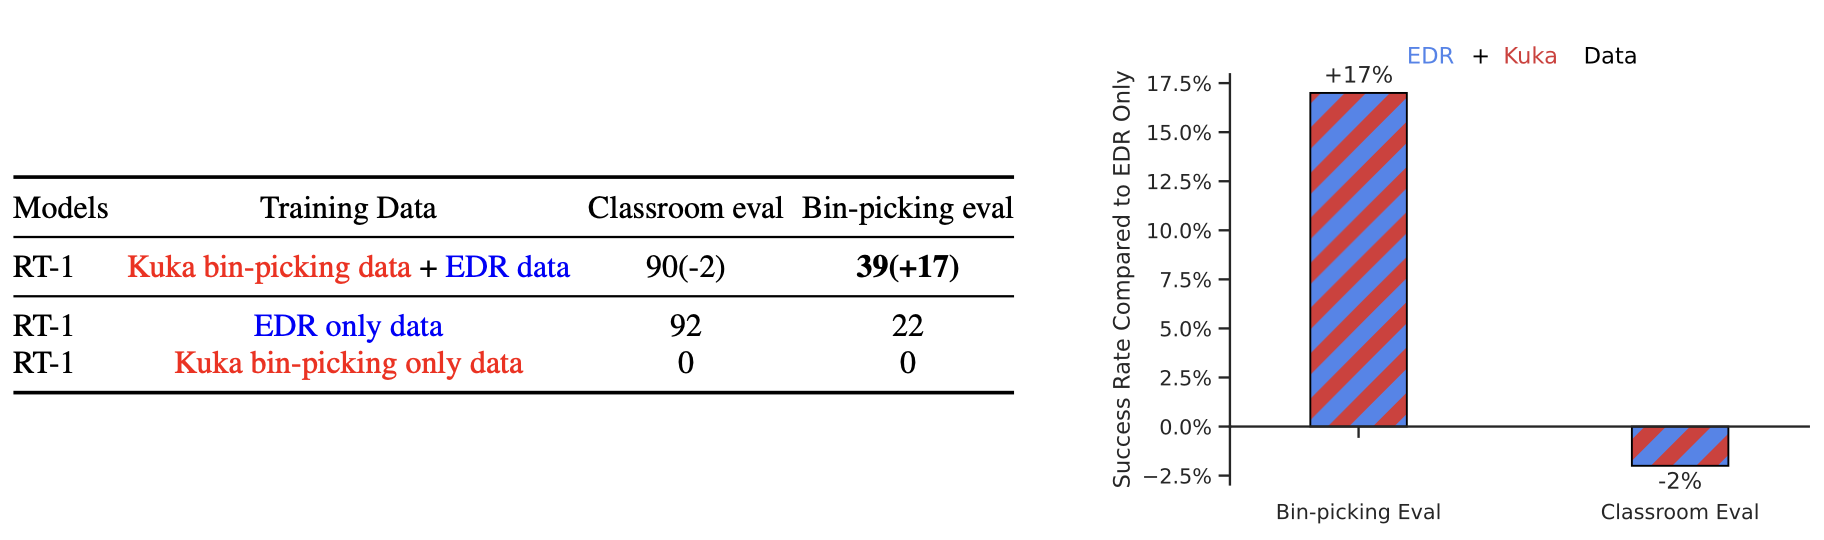 Models Training Data Classroom eval Bin-picking eval
RT-1 Kuka bin-picking data + EDR data 90(-2) 39(+17)
RT-1 EDR only data 92 22
RT-1 Kuka bin-picking only data 0 0
EDR + Kuka Data
+17%
Success Rate Compared to EDR Only
17.5%
15.0%
12.5%
10.0%
7.5%
5.0%
2.5%
0.0%
−2.5%
-2%
Bin-picking Eval Classroom Eval